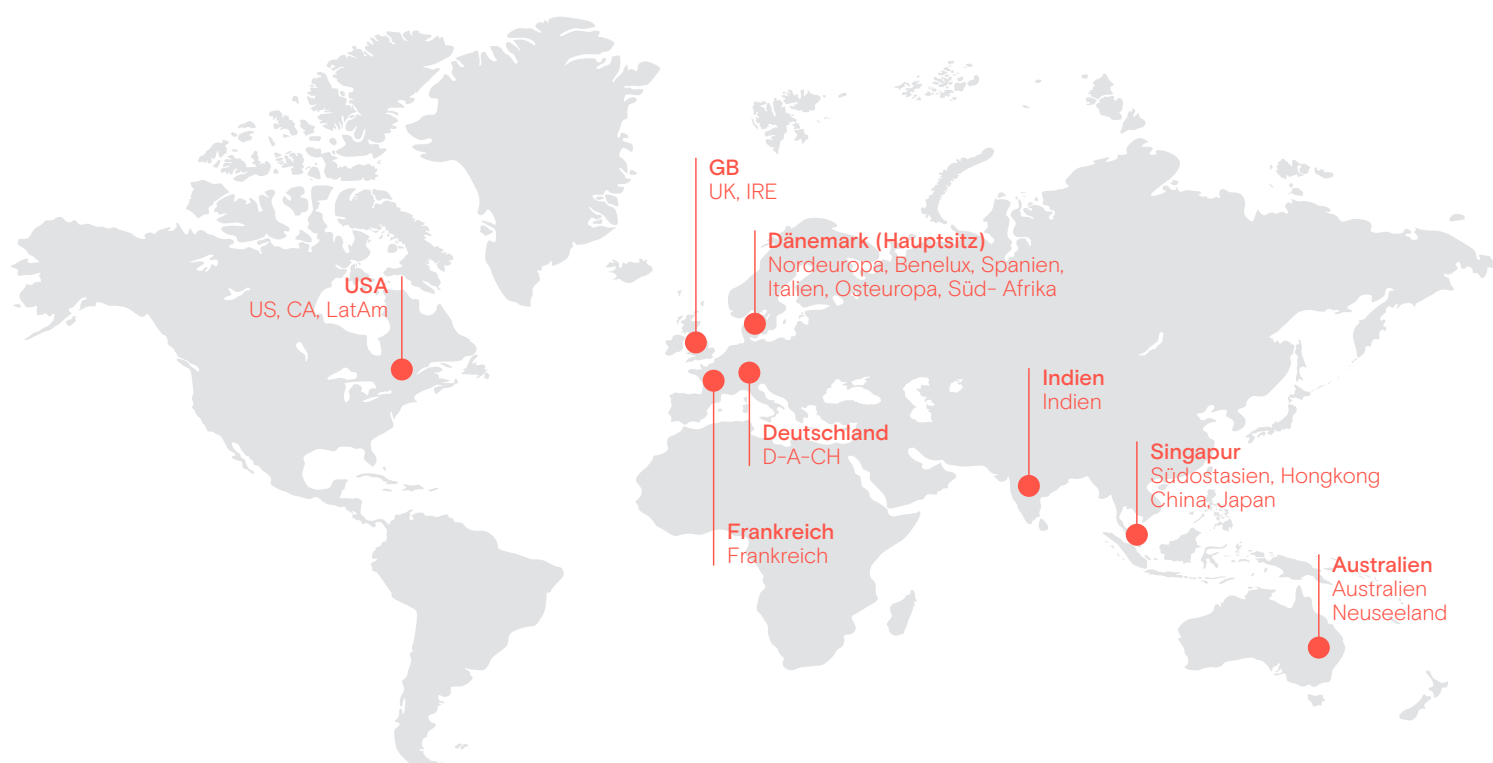 GB
UK, IRE
Dänemark (Hauptsitz)
Nordeuropa, Benelux, Spanien,
Italien, Osteuropa, Süd- Afrika
USA
US, CA, LatAm
Indien
Indien
Deutschland
D-A-CH
Singapur
Südostasien, Hongkong
China, Japan
Frankreich
Frankreich
Australien
Australien
Neuseeland